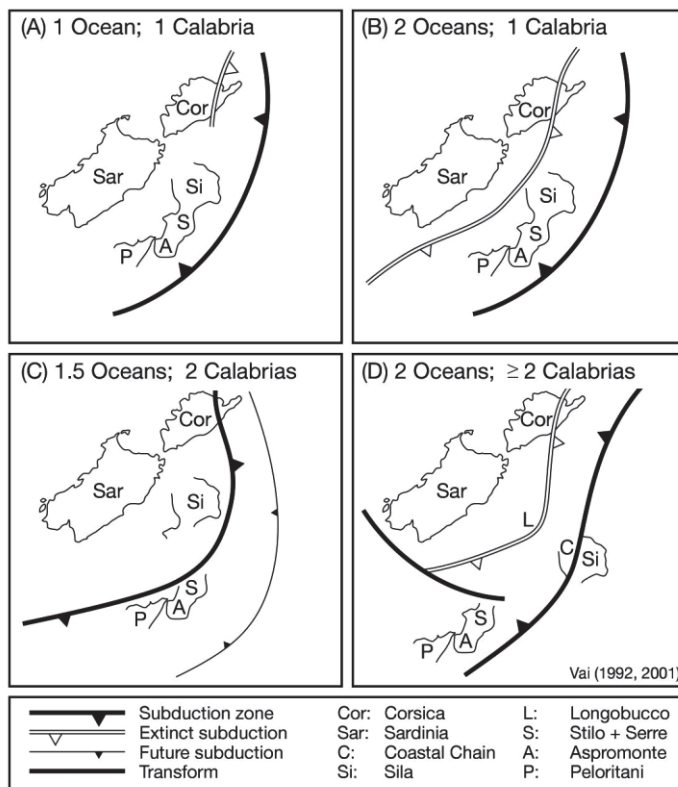 (A) 1 Ocean; 1 Calabria
Cor
Sar
Si
S
A
P
(B) 2 Oceans; 1 Calabria
Cor
Sar
Si
S
A
P
(C) 1.5 Oceans; 2 Calabrias
Cor
Sar
Si
S
A
P
(D) 2 Oceans; ≥ 2 Calabrias
Cor
Sar
L
C
Si
S
A
P
Vai (1992, 2001)
Subduction zone
Extinct subduction
Future subduction
Transform
Cor: Corsica
Sar: Sardinia
C: Coastal Chain
Si: Sila
L: Longobucco
S: Stilo + Serre
A: Aspromonte
P: Peloritani